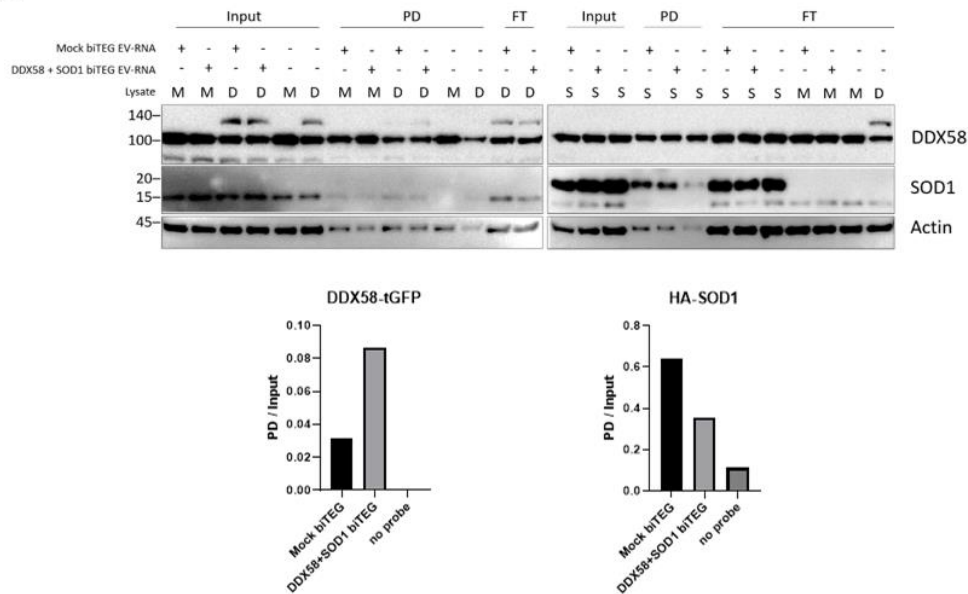 Input PD FT Input PD FT
Mock biTEG EV-RNA + - + - - - + - + - - - + - + - - + - - + - - + - - -
DDX58 + SOD1 biTEG EV-RNA - + - + - - - + - + - - - + - + - - + - - + - - + - -
Lysate M M D D M D M M D D M D D D S S S S S S S S S M M M D
140–
100– DDX58
20–
15– SOD1
45–
Actin
DDX58-tGFP
PD / Input
0.10
0.08
0.06
0.04
0.02
0.00
Mock biTEG
DDX58+SOD1 biTEG
no probe
HA-SOD1
PD / Input
0.8
0.6
0.4
0.2
0.0
Mock biTEG
DDX58+SOD1 biTEG
no probe